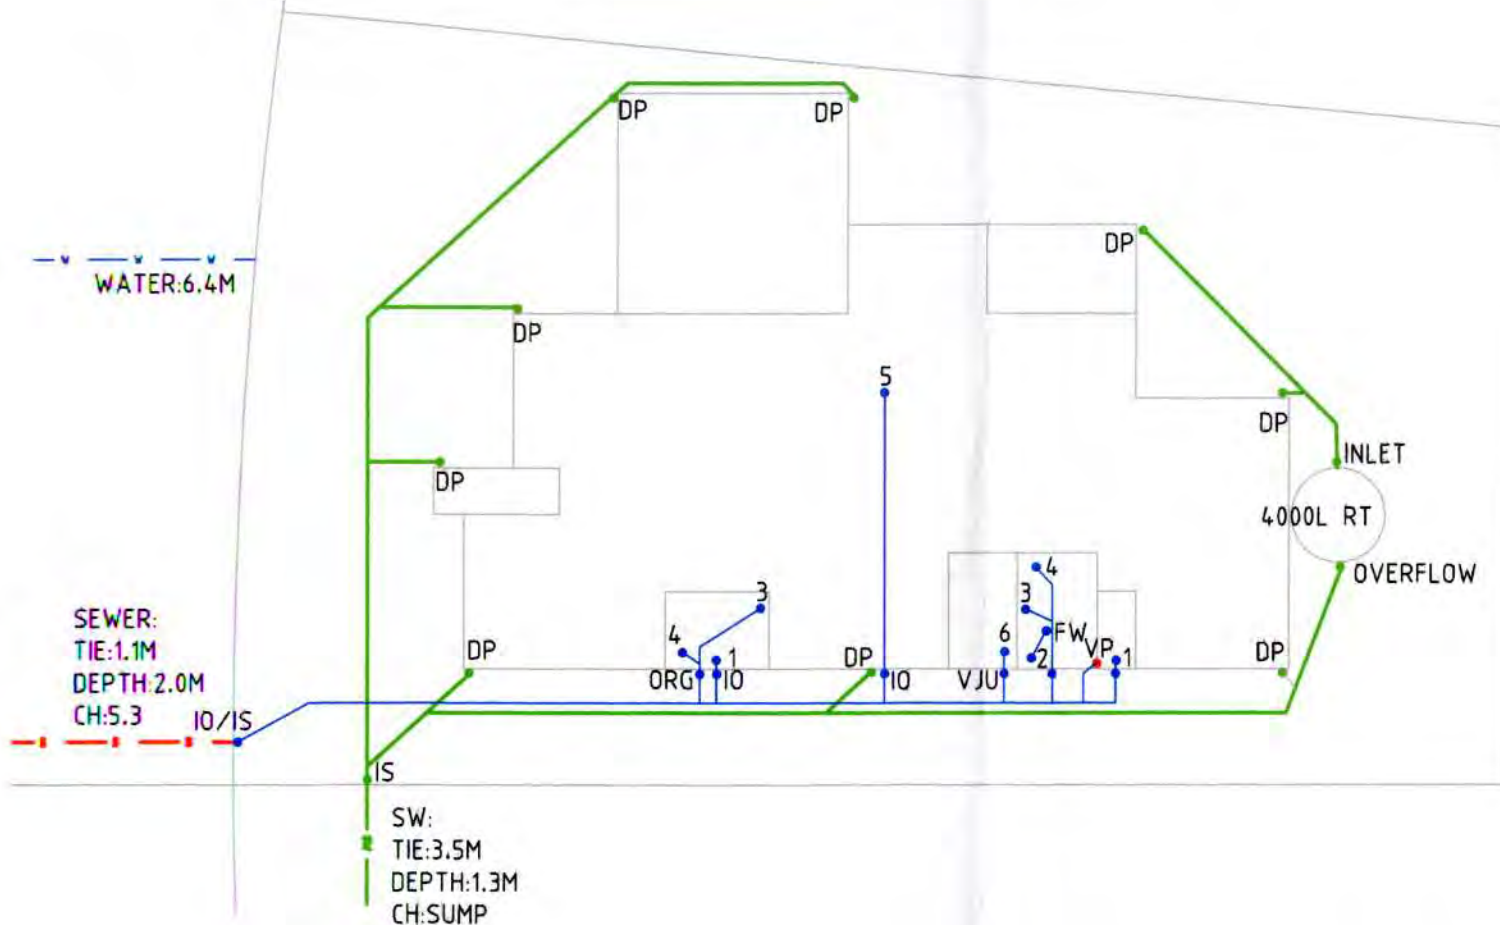 DP
DP
DP
WATER:6.4M
DP
5
DP
INLET
DP
4000L RT
OVERFLOW
4
3
3
SEWER:
TIE:1.1M
DEPTH:2.0M
CH:5.3
IO/IS
DP
4
1
ORG
IO
DP
IO
6
VJU
FW
2
VP
1
DP
IS
SW:
TIE:3.5M
DEPTH:1.3M
CH:SUMP